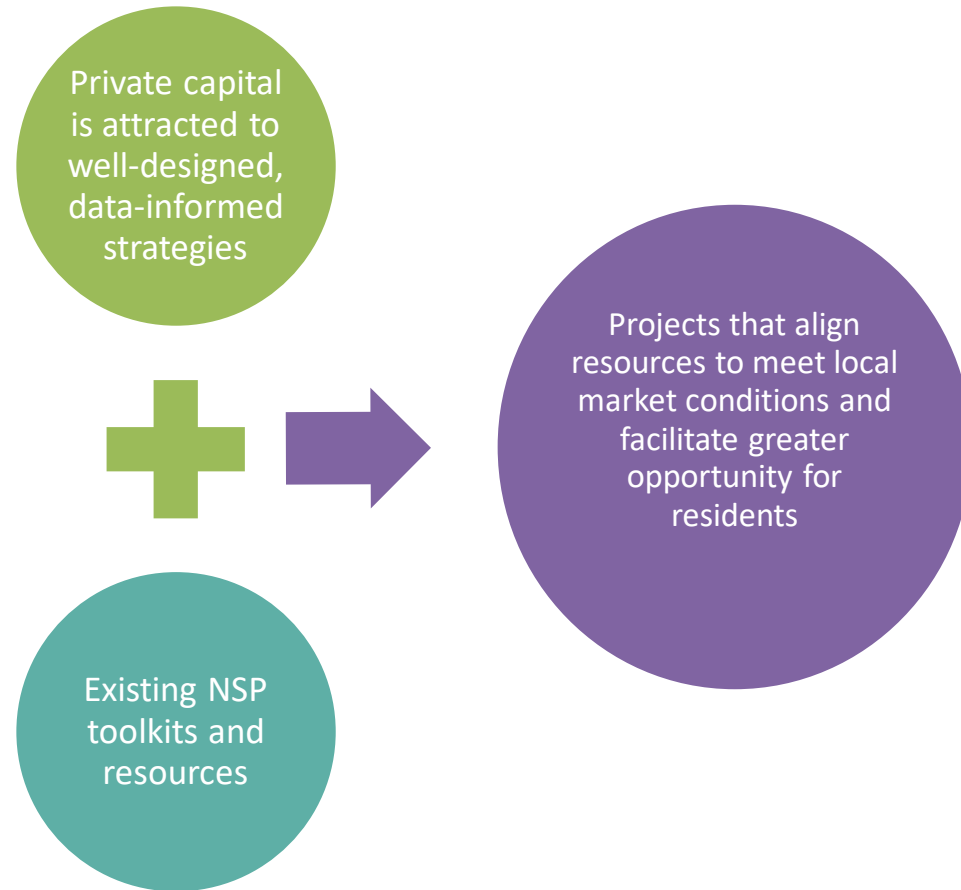 Private capital
is attracted to
well-designed,
data-informed
strategies
Existing NSP
toolkits and
resources
Projects that align
resources to meet local
market conditions and
facilitate greater
opportunity for
residents